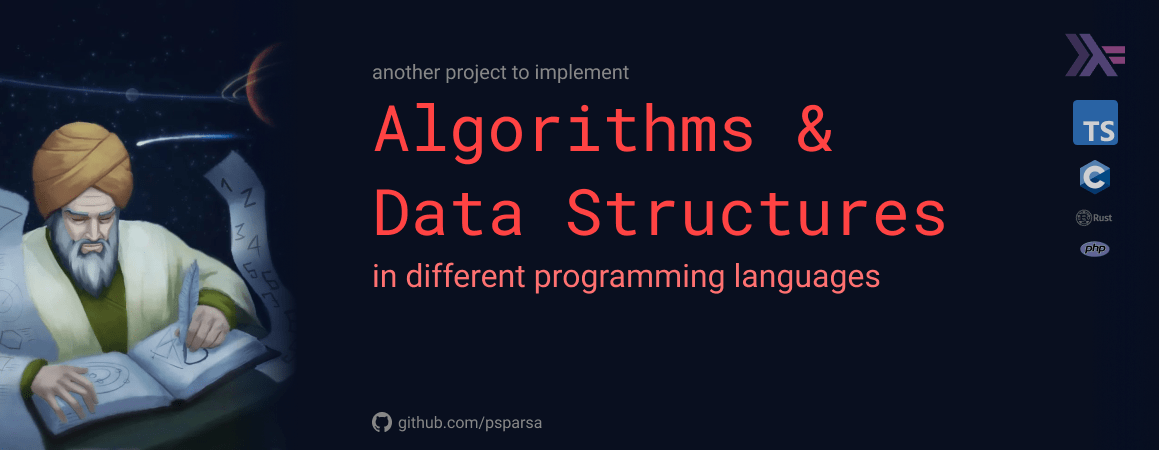 another project to implement
Algorithms &
Data Structures
in different programming languages
github.com/psparsa
TS
C
Rust
php